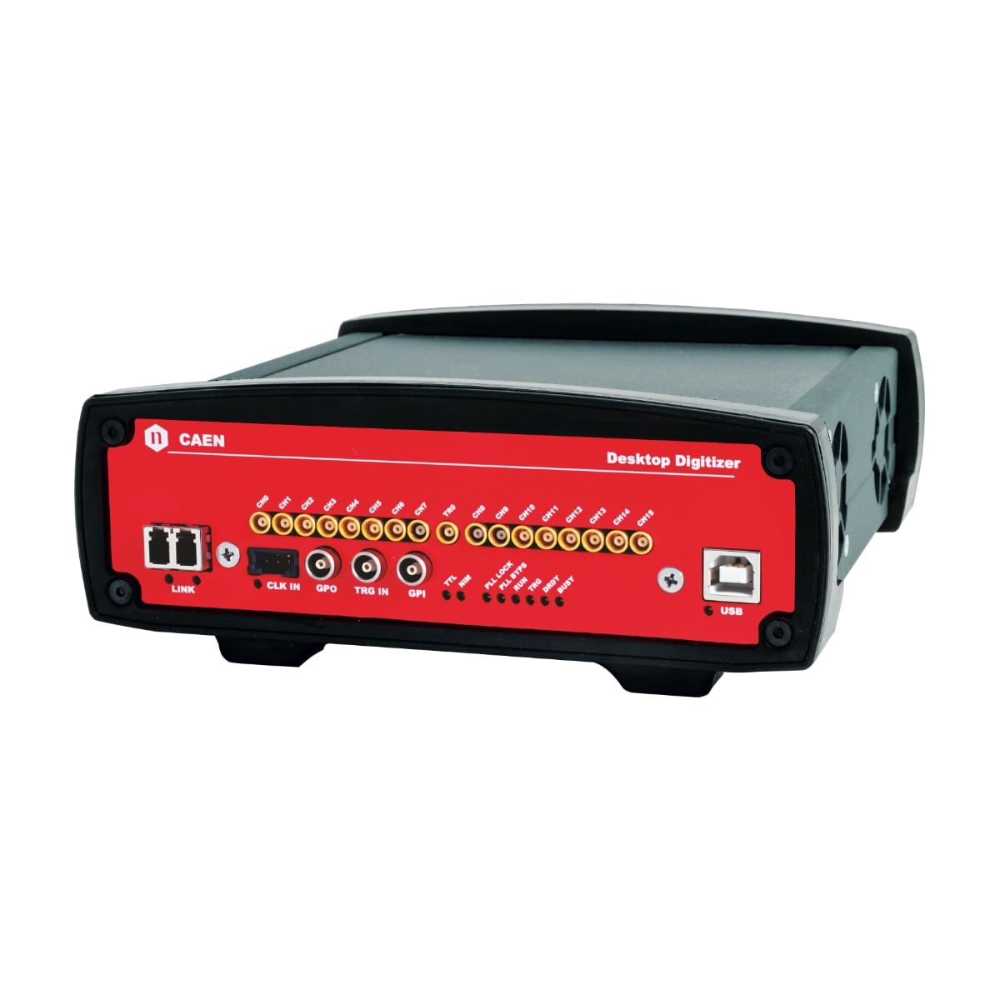 n CAEN
Desktop Digitizer
CH0 CH1 CH2 CH3 CH4 CH5 CH6 CH7 TR0 CH8 CH9 CH10 CH11 CH12 CH13 CH14 CH15
LINK
CLK IN
GPO
TRG IN
GPI
TTL NIM
PLL LOCK PLL BYPS RUN TRG DRDY BUSY
USB